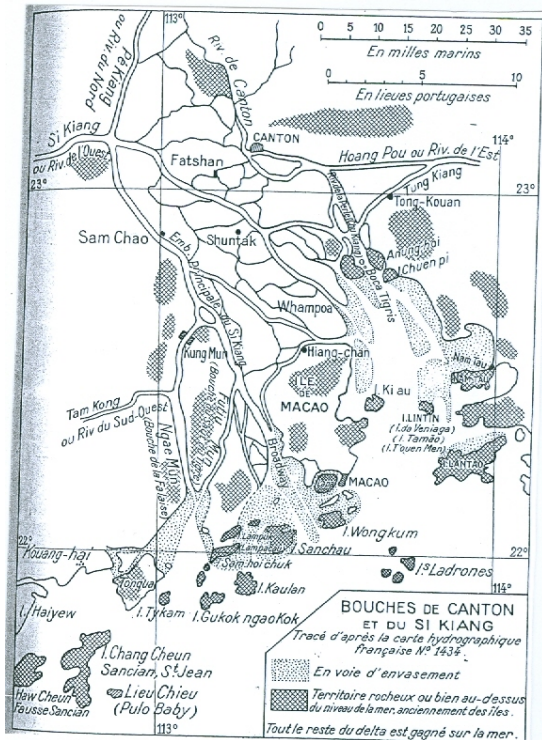 113°
0 5 10 15 20 25 30 35
En milles marins
0 5 10
En lieues portugaises
Pé Kiang
ou Riv. du Nord
Riv. de Canton
CANTON
114°
Si Kiang
ou Riv. de l'Ouest
Hoang Pou ou Riv. de l'Est
Fatshan
23°
23°
Tung Kiang
Tong-Kouan
Sam Chao
Shuntak
Anung-hoi
I. Chuen pi
Boca Tigris
Emb. Principale du Si Kiang
Whampoa
Kung Mun
Hiang-chan
Nam Tau
ILE
DE
MACAO
I. Ki au
Tam Kong
ou Riv du Sud-Ouest
I. LINTIN
(I. da Veniaga)
(I. Tamão)
(I. T'ouen Men)
Ngae Mun
(Bouche de la Falaise)
Broadway
MACAO
I. LANTAO
I. Wongkum
22°
22°
Kouang-haï
Lampa
I. Sanchau
Sam hoi chuk
Is Ladrones
Tongua
I. Kaulan
114°
I. Haiyew
I. Tykam
I. Gukok ngao Kok
BOUCHES DE CANTON
ET DU SI KIANG
Tracé d'après la carte hydrographique
française N° 1434.
I. Chang Cheun
Sancian, St Jean
En voie d'envasement
Haw Cheun
Fausse Sancian
Lieu Chieu
(Pulo Baby)
Territoire rocheux ou bien au-dessus
du niveau de la mer, anciennement des îles.
Tout le reste du delta est gagné sur la mer.
113°